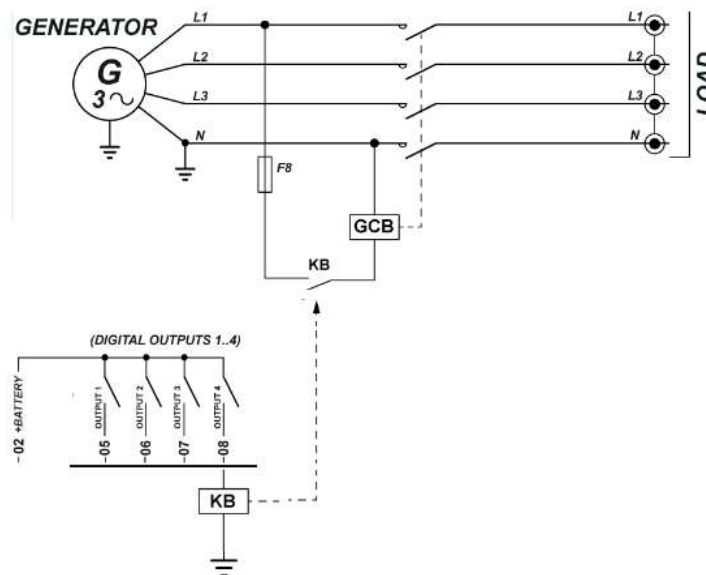 GENERATOR
G
3
L1
L2
L3
N
L1
L2
L3
N
LOAD
F8
GCB
KB
(DIGITAL OUTPUTS 1..4)
-02 +BATTERY
OUTPUT 1
OUTPUT 2
OUTPUT 3
OUTPUT 4
-05
-06
-07
-08
KB